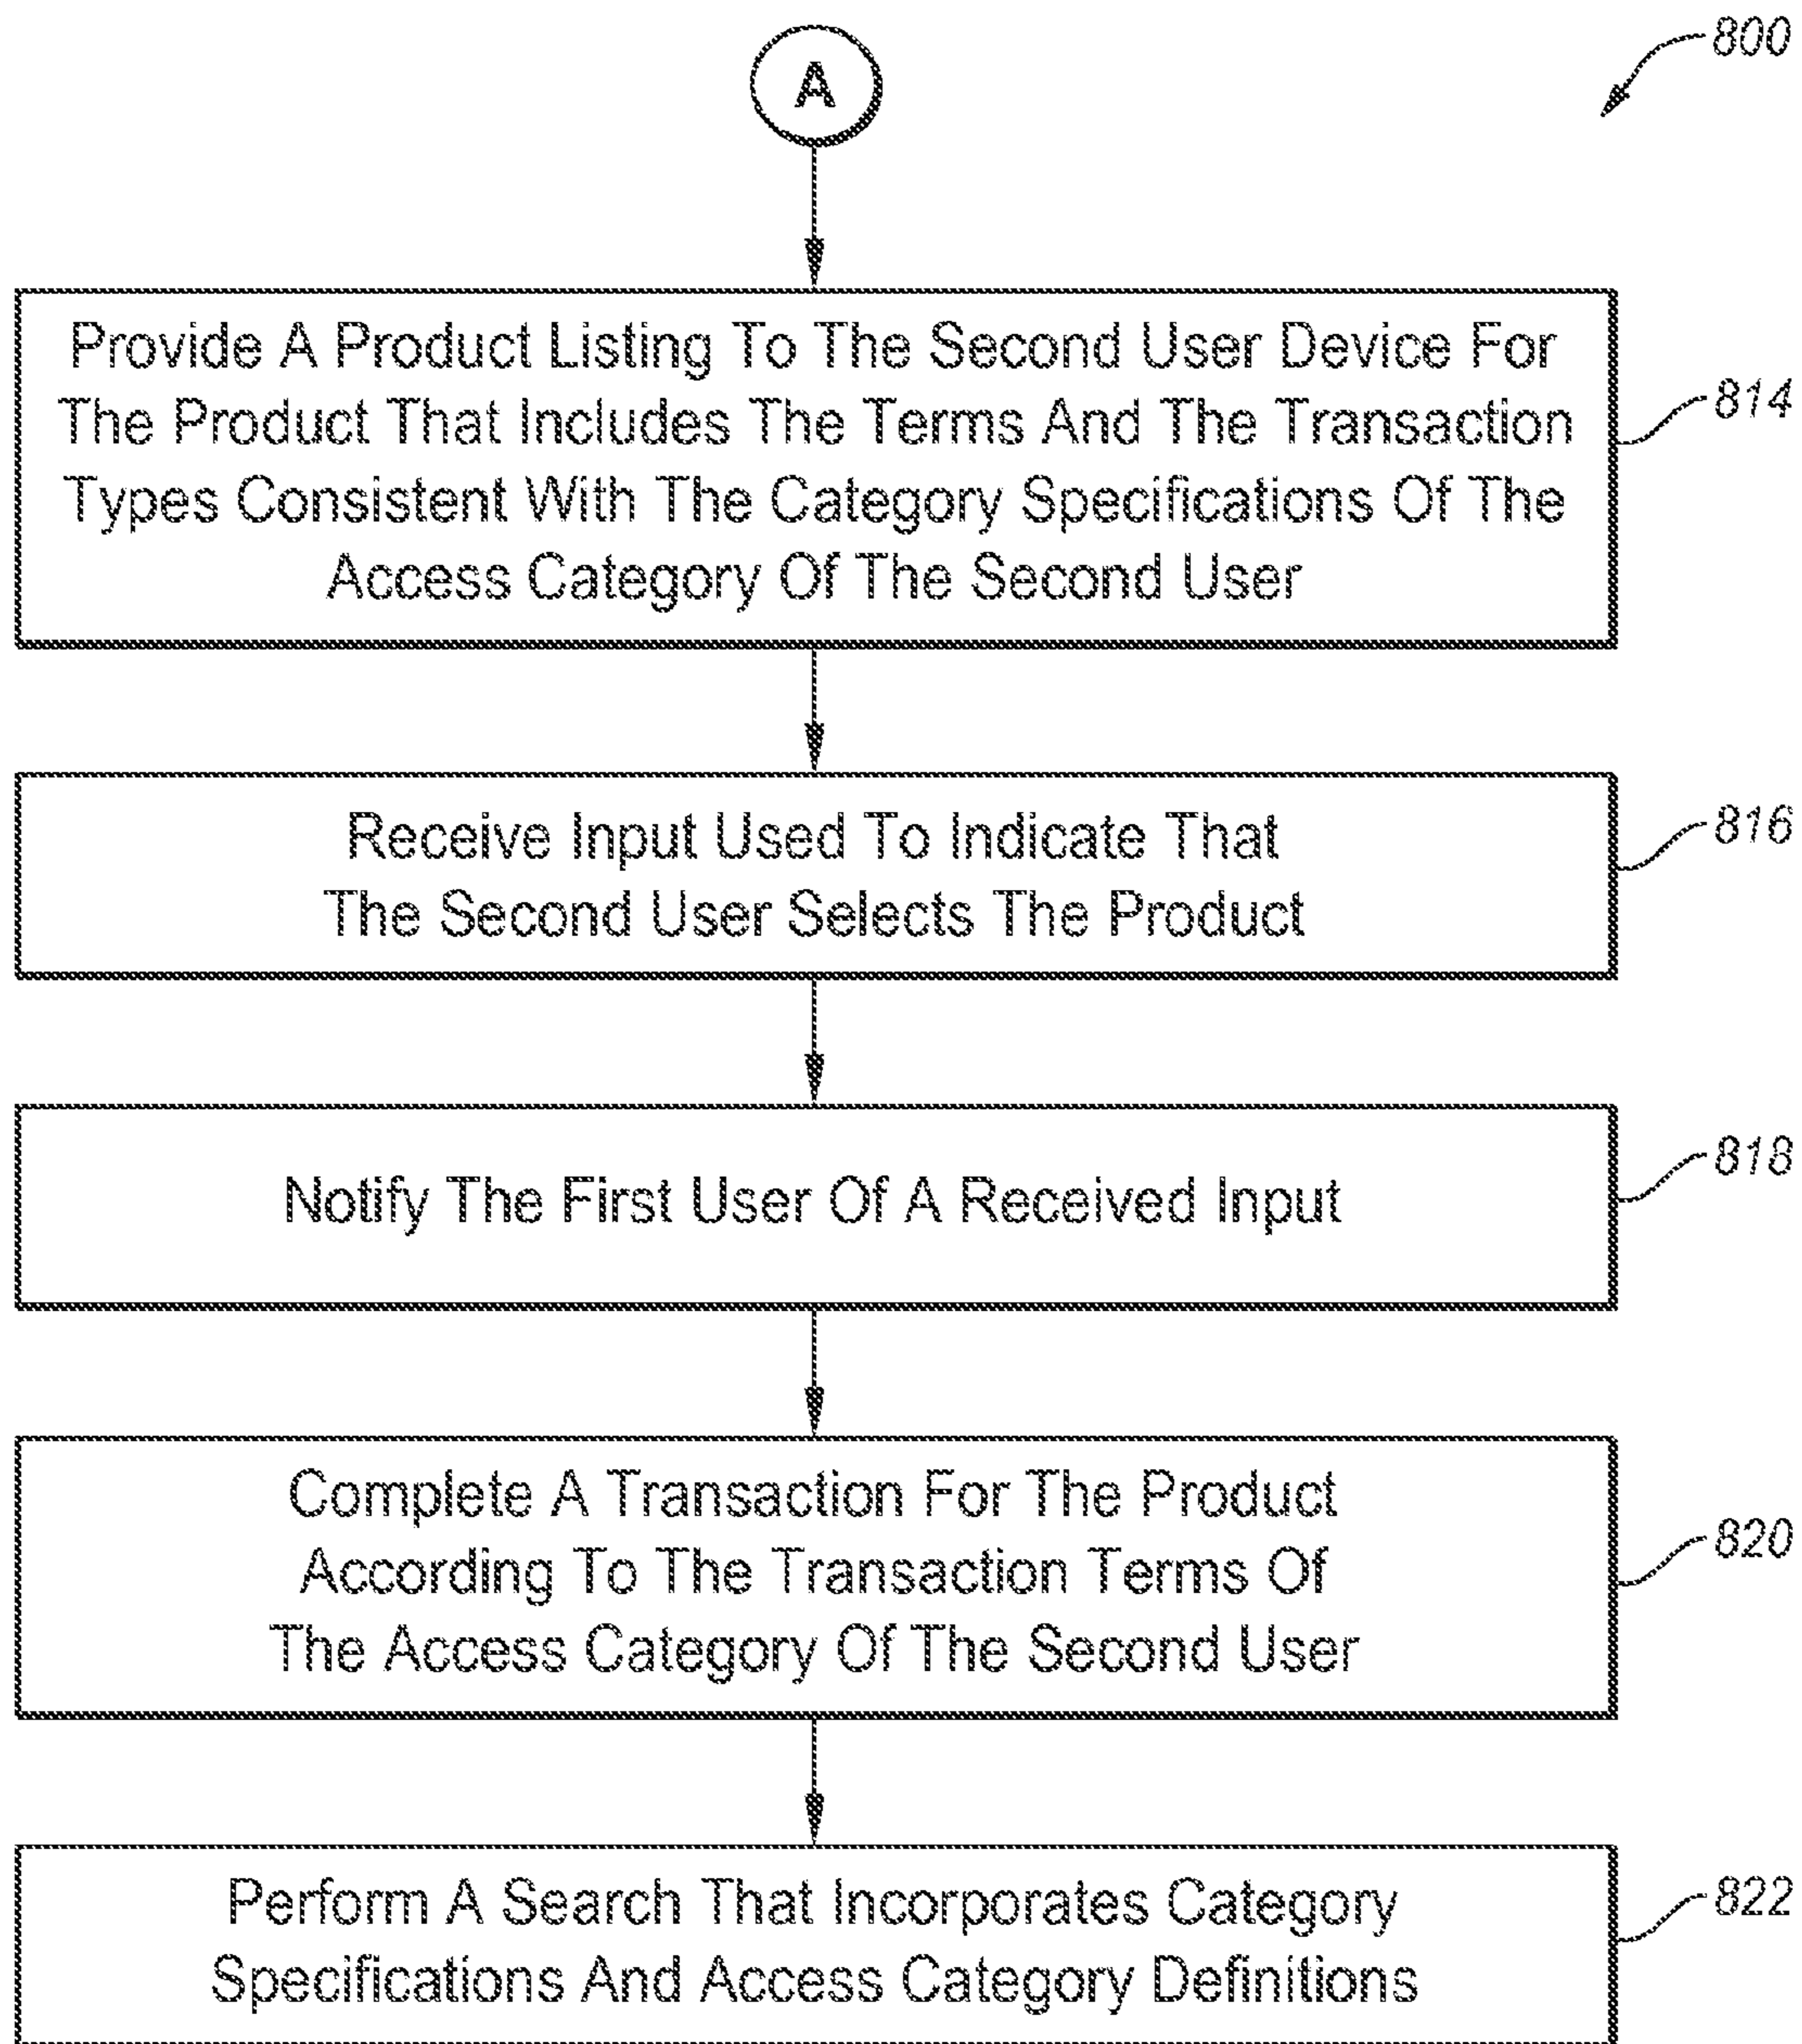 800
A
Provide A Product Listing To The Second User Device For
The Product That Includes The Terms And The Transaction
Types Consistent With The Category Specifications Of The
Access Category Of The Second User
814
Receive Input Used To Indicate That
The Second User Selects The Product
816
Notify The First User Of A Received Input
818
Complete A Transaction For The Product
According To The Transaction Terms Of
The Access Category Of The Second User
820
Perform A Search That Incorporates Category
Specifications And Access Category Definitions
822